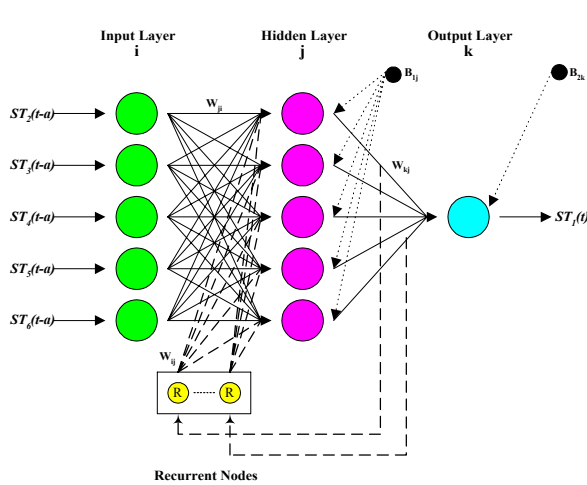 Input Layer
i
Hidden Layer
j
Output Layer
k
B1j
B2k
Wji
Wkj
ST2(t-a)
ST3(t-a)
ST4(t-a)
ST5(t-a)
ST6(t-a)
ST1(t)
Wij
R
R
Recurrent Nodes